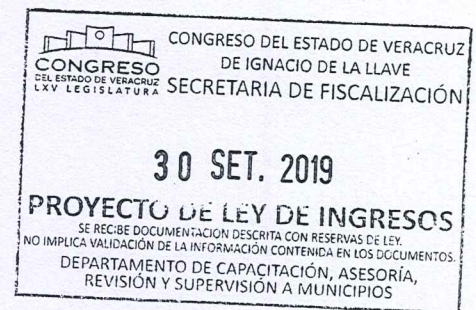 CONGRESO
DEL ESTADO DE VERACRUZ
LXV LEGISLATURA
CONGRESO DEL ESTADO DE VERACRUZ
DE IGNACIO DE LA LLAVE
SECRETARIA DE FISCALIZACIÓN
30 SET. 2019
PROYECTO DE LEY DE INGRESOS
SE RECIBE DOCUMENTACION DESCRITA CON RESERVAS DE LEY.
NO IMPLICA VALIDACIÓN DE LA INFORMACIÓN CONTENIDA EN LOS DOCUMENTOS.
DEPARTAMENTO DE CAPACITACIÓN, ASESORÍA,
REVISIÓN Y SUPERVISIÓN A MUNICIPIOS